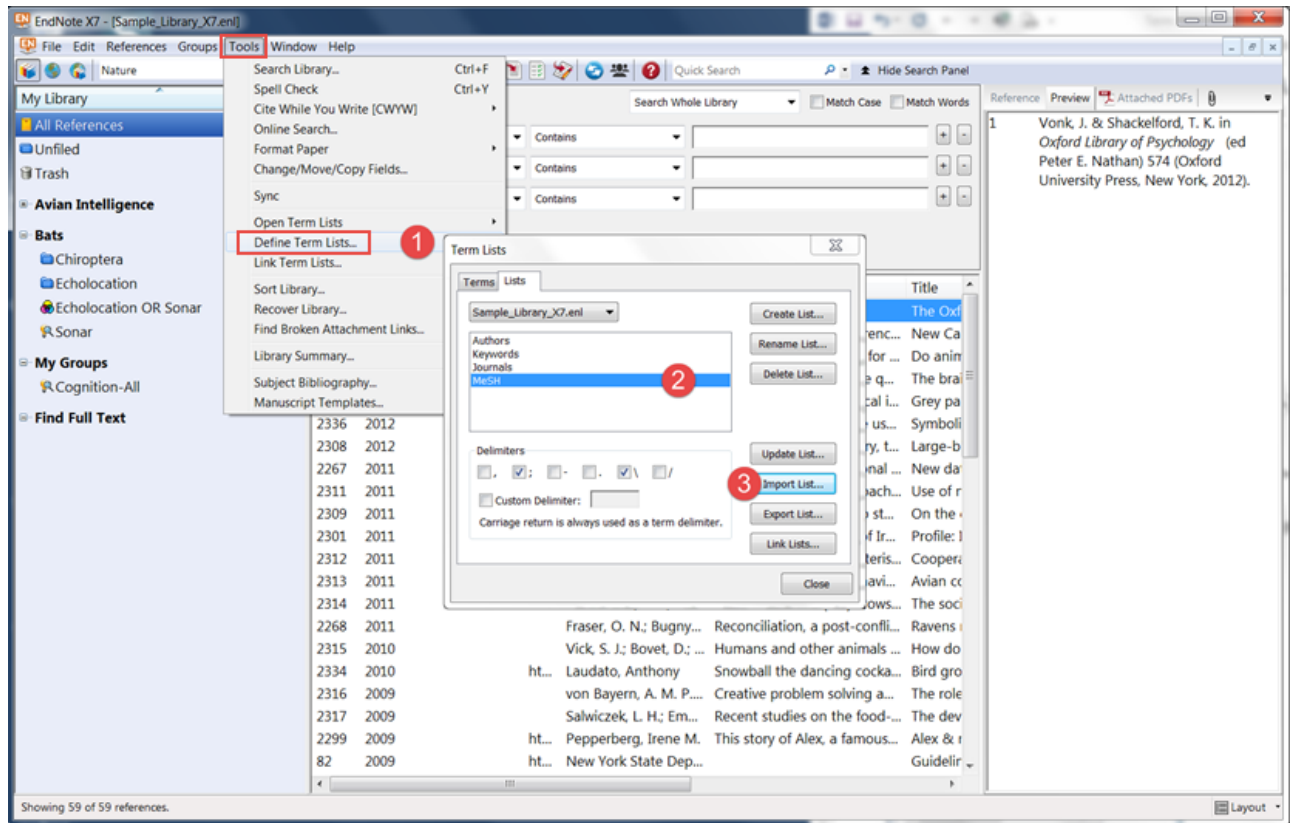 EndNote X7 - [Sample_Library_X7.enl]
File Edit References Groups Tools Window Help
Nature
Quick Search
Hide Search Panel
My Library
All References
Unfiled
Trash
Avian Intelligence
Bats
Chiroptera
Echolocation
Echolocation OR Sonar
Sonar
My Groups
Cognition-All
Find Full Text
Search Library... Ctrl+F
Spell Check Ctrl+Y
Cite While You Write [CWYW]
Online Search...
Format Paper
Change/Move/Copy Fields...
Sync
Open Term Lists
Define Term Lists...
1
Link Term Lists...
Sort Library...
Recover Library...
Find Broken Attachment Links...
Library Summary...
Subject Bibliography...
Manuscript Templates...
Search Whole Library Match Case Match Words
Contains + -
Contains + -
Contains + -
Reference Preview Attached PDFs
1 Vonk, J. & Shackelford, T. K. in
Oxford Library of Psychology (ed
Peter E. Nathan) 574 (Oxford
University Press, New York, 2012).
Term Lists
Terms Lists
Sample_Library_X7.enl
Authors
Keywords
Journals
MeSH
2
Create List...
Rename List...
Delete List...
Delimiters
, ; - . \ /
Custom Delimiter:
Carriage return is always used as a term delimiter.
Update List...
3
Import List...
Export List...
Link Lists...
Close
Title
The Oxf
enc... New Ca
for ... Do anim
e q... The brai
cal i... Grey pa
2336 2012 us... Symboli
2308 2012 ry, t... Large-b
2267 2011 nal ... New da
2311 2011 ach... Use of r
2309 2011 st... On the
2301 2011 of Ir... Profile:
2312 2011 teris... Coopera
2313 2011 avi... Avian co
2314 2011 ows... The soci
2268 2011 Fraser, O. N.; Bugny... Reconciliation, a post-confli... Ravens
2315 2010 Vick, S. J.; Bovet, D.; ... Humans and other animals ... How do
2334 2010 ht... Laudato, Anthony Snowball the dancing cocka... Bird gro
2316 2009 von Bayern, A. M. P.... Creative problem solving a... The role
2317 2009 Salwiczek, L. H.; Em... Recent studies on the food-... The dev
2299 2009 ht... Pepperberg, Irene M. This story of Alex, a famous... Alex & r
82 2009 ht... New York State Dep... Guidelin
Showing 59 of 59 references.
Layout